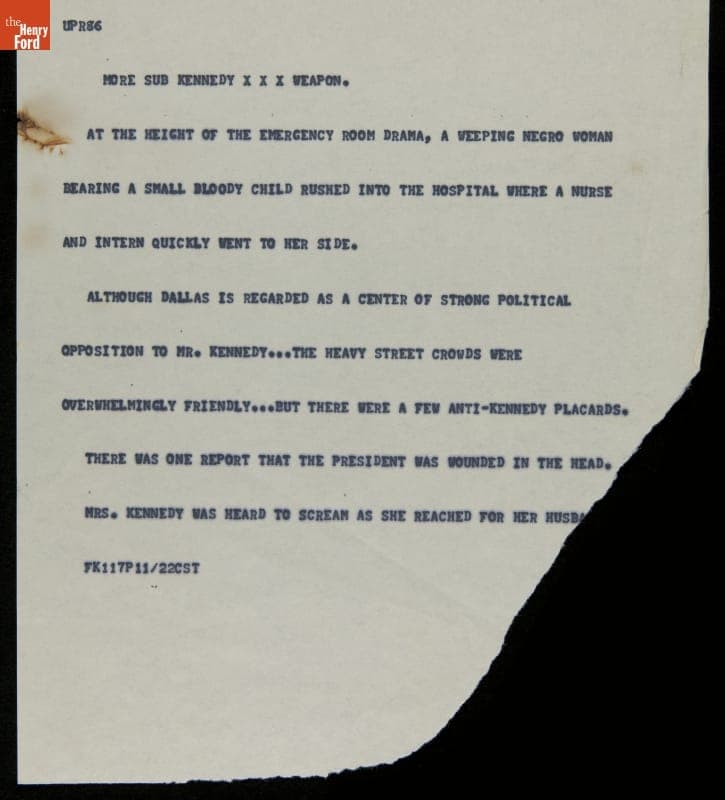 the
Henry
Ford
UPR86
MORE SUB KENNEDY X X X WEAPON.
AT THE HEIGHT OF THE EMERGENCY ROOM DRAMA, A WEEPING NEGRO WOMAN
BEARING A SMALL BLOODY CHILD RUSHED INTO THE HOSPITAL WHERE A NURSE
AND INTERN QUICKLY WENT TO HER SIDE.
ALTHOUGH DALLAS IS REGARDED AS A CENTER OF STRONG POLITICAL
OPPOSITION TO MR. KENNEDY...THE HEAVY STREET CROWDS WERE
OVERWHELMINGLY FRIENDLY...BUT THERE WERE A FEW ANTI-KENNEDY PLACARDS.
THERE WAS ONE REPORT THAT THE PRESIDENT WAS WOUNDED IN THE HEAD.
MRS. KENNEDY WAS HEARD TO SCREAM AS SHE REACHED FOR HER HUSBA
FK117P11/22CST